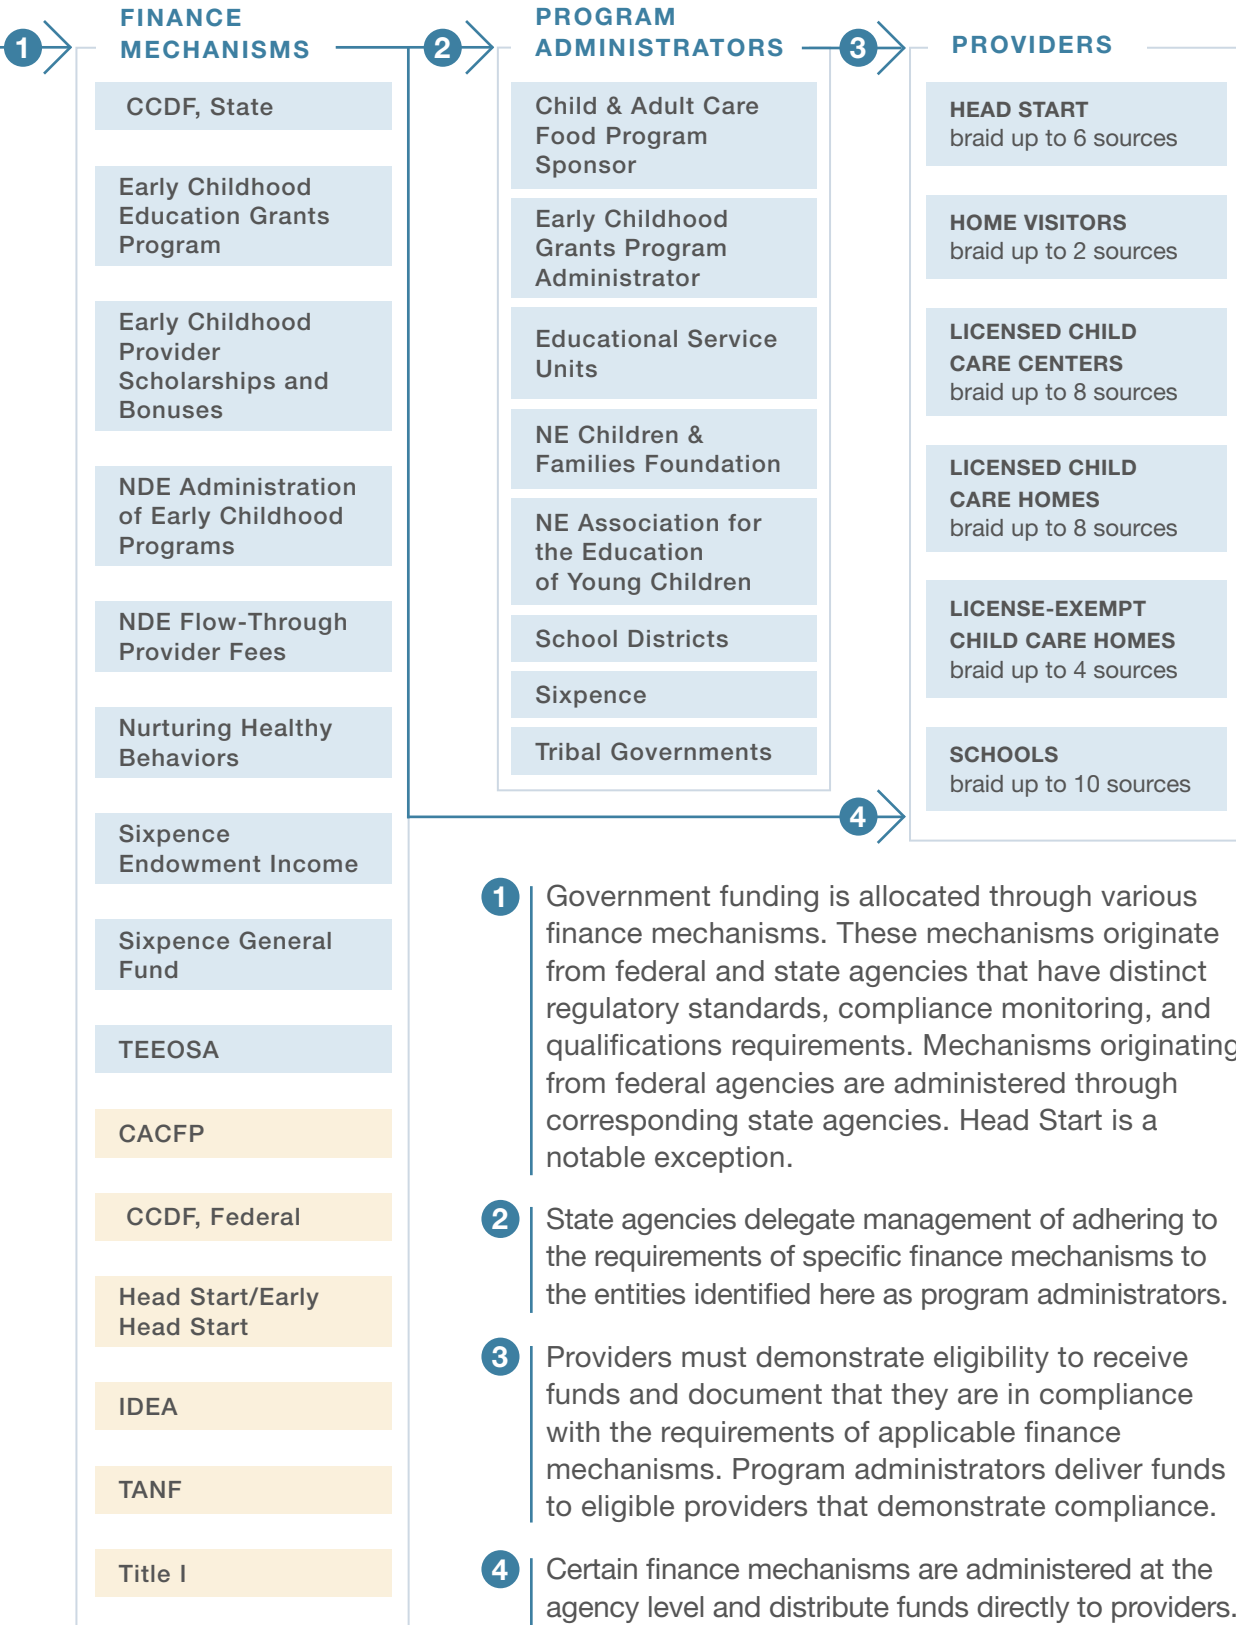 1
FINANCE
MECHANISMS
CCDF, State
Early Childhood
Education Grants
Program
Early Childhood
Provider
Scholarships and
Bonuses
NDE Administration
of Early Childhood
Programs
NDE Flow-Through
Provider Fees
Nurturing Healthy
Behaviors
Sixpence
Endowment Income
Sixpence General
Fund
TEEOSA
CACFP
CCDF, Federal
Head Start/Early
Head Start
IDEA
TANF
Title I
2
PROGRAM
ADMINISTRATORS
Child & Adult Care
Food Program
Sponsor
Early Childhood
Grants Program
Administrator
Educational Service
Units
NE Children &
Families Foundation
NE Association for
the Education
of Young Children
School Districts
Sixpence
Tribal Governments
3
PROVIDERS
HEAD START
braid up to 6 sources
HOME VISITORS
braid up to 2 sources
LICENSED CHILD
CARE CENTERS
braid up to 8 sources
LICENSED CHILD
CARE HOMES
braid up to 8 sources
LICENSE-EXEMPT
CHILD CARE HOMES
braid up to 4 sources
SCHOOLS
braid up to 10 sources
4
1 Government funding is allocated through various
finance mechanisms. These mechanisms originate
from federal and state agencies that have distinct
regulatory standards, compliance monitoring, and
qualifications requirements. Mechanisms originating
from federal agencies are administered through
corresponding state agencies. Head Start is a
notable exception.
2 State agencies delegate management of adhering to
the requirements of specific finance mechanisms to
the entities identified here as program administrators.
3 Providers must demonstrate eligibility to receive
funds and document that they are in compliance
with the requirements of applicable finance
mechanisms. Program administrators deliver funds
to eligible providers that demonstrate compliance.
4 Certain finance mechanisms are administered at the
agency level and distribute funds directly to providers.